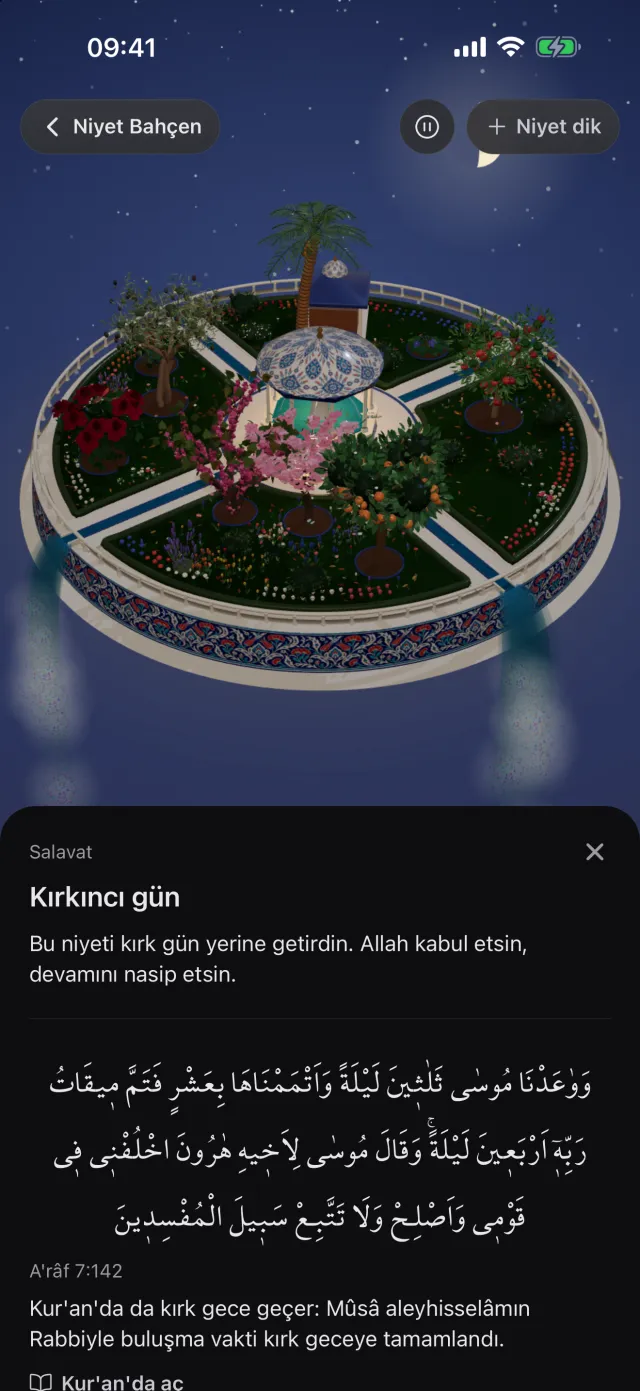 09:41
Niyet Bahçen
Niyet dik
Salavat
Kırkıncı gün
Bu niyeti kırk gün yerine getirdin. Allah kabul etsin,
devamını nasip etsin.
وَوٰعَدْنَا مُوسٰى ثَلٰثٖينَ لَيْلَةً وَاَتْمَمْنَاهَا بِعَشْرٍ فَتَمَّ مٖيقَاتُ
رَبِّهٖٓ اَرْبَعٖينَ لَيْلَةًۚ وَقَالَ مُوسٰى لِاَخٖيهِ هٰرُونَ اخْلُفْنٖى فٖى
قَوْمٖى وَاَصْلِحْ وَلَا تَتَّبِعْ سَبٖيلَ الْمُفْسِدٖينَ
A'râf 7:142
Kur'an'da da kırk gece geçer: Mûsâ aleyhisselâmın
Rabbiyle buluşma vakti kırk geceye tamamlandı.
Kur'an'da aç